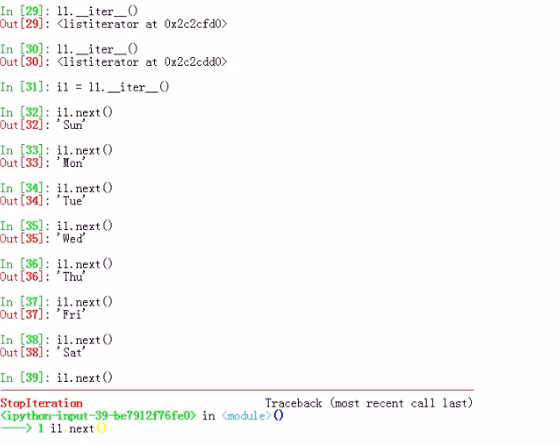 In [29]: l1.__iter__()
Out[29]: <listiterator at 0x2c2cfd0>
In [30]: l1.__iter__()
Out[30]: <listiterator at 0x2c2cdd0>
In [31]: i1 = l1.__iter__()
In [32]: i1.next()
Out[32]: 'Sun'
In [33]: i1.next()
Out[33]: 'Mon'
In [34]: i1.next()
Out[34]: 'Tue'
In [35]: i1.next()
Out[35]: 'Wed'
In [36]: i1.next()
Out[36]: 'Thu'
In [37]: i1.next()
Out[37]: 'Fri'
In [38]: i1.next()
Out[38]: 'Sat'
In [39]: i1.next()
StopIteration Traceback (most recent call last)
<ipython-input-39-be7912f76fe0> in <module>()
----> 1 i1.next()